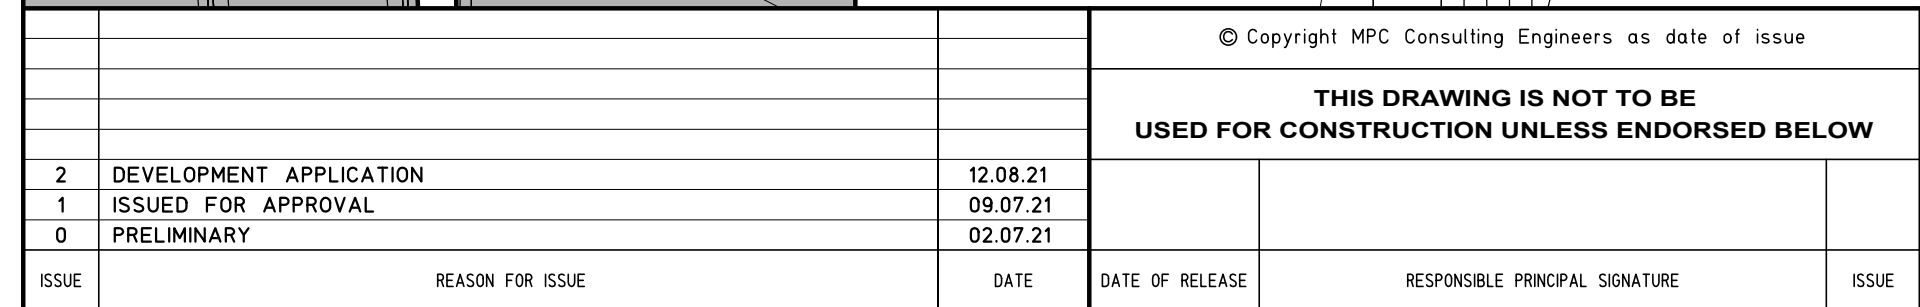 © Copyright MPC Consulting Engineers as date of issue
THIS DRAWING IS NOT TO BE
USED FOR CONSTRUCTION UNLESS ENDORSED BELOW
2 DEVELOPMENT APPLICATION 12.08.21
1 ISSUED FOR APPROVAL 09.07.21
0 PRELIMINARY 02.07.21
ISSUE REASON FOR ISSUE DATE DATE OF RELEASE RESPONSIBLE PRINCIPAL SIGNATURE ISSUE